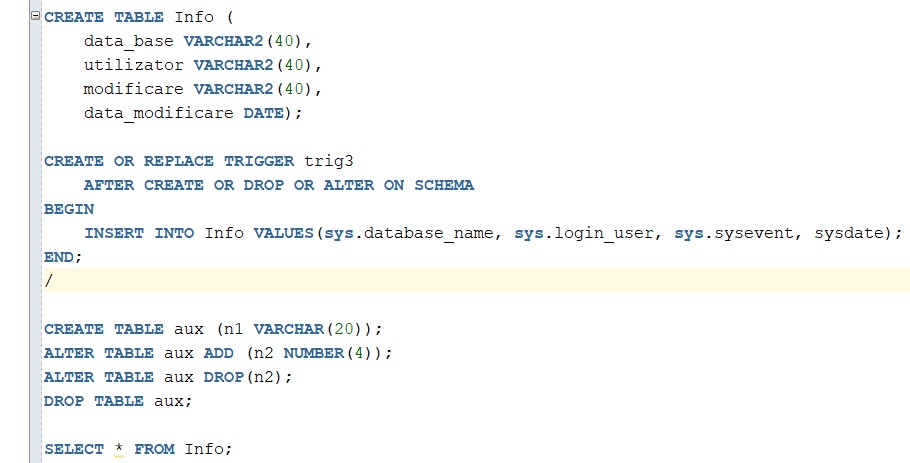 CREATE TABLE Info (
    data_base VARCHAR2(40),
    utilizator VARCHAR2(40),
    modificare VARCHAR2(40),
    data_modificare DATE);

CREATE OR REPLACE TRIGGER trig3
    AFTER CREATE OR DROP OR ALTER ON SCHEMA
BEGIN
    INSERT INTO Info VALUES(sys.database_name, sys.login_user, sys.sysevent, sysdate);
END;
/

CREATE TABLE aux (n1 VARCHAR(20));
ALTER TABLE aux ADD (n2 NUMBER(4));
ALTER TABLE aux DROP(n2);
DROP TABLE aux;

SELECT * FROM Info;